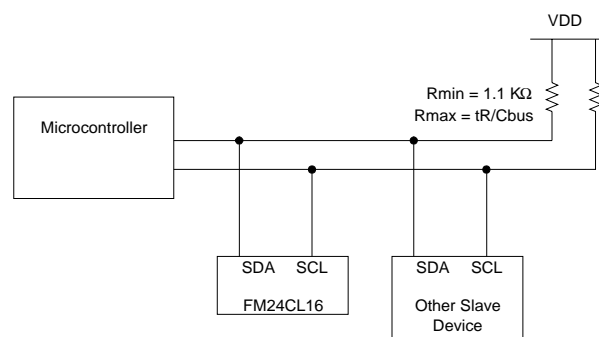 VDD
Rmin = 1.1 KΩ
Rmax = tR/Cbus
Microcontroller
SDA SCL
FM24CL16
SDA SCL
Other Slave
Device